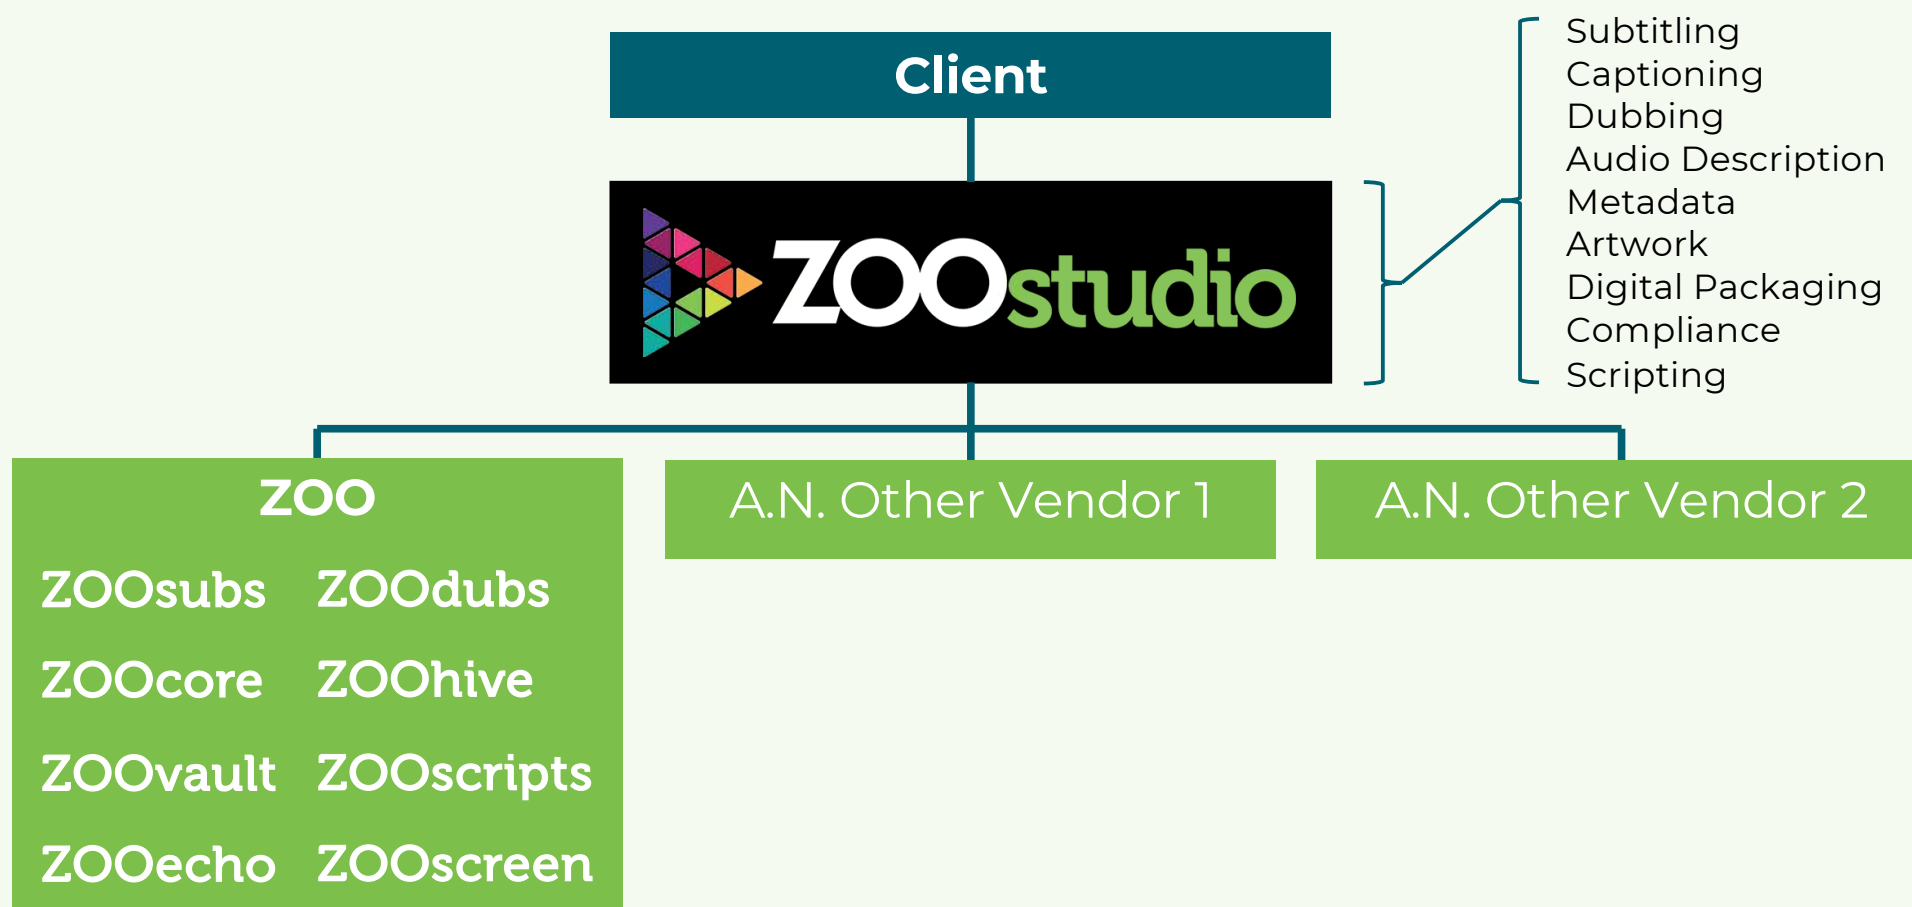 Client
ZOOstudio
Subtitling
Captioning
Dubbing
Audio Description
Metadata
Artwork
Digital Packaging
Compliance
Scripting
ZOO
ZOOsubs ZOOdubs
ZOOcore ZOOhive
ZOOvault ZOOscripts
ZOOecho ZOOscreen
A.N. Other Vendor 1
A.N. Other Vendor 2